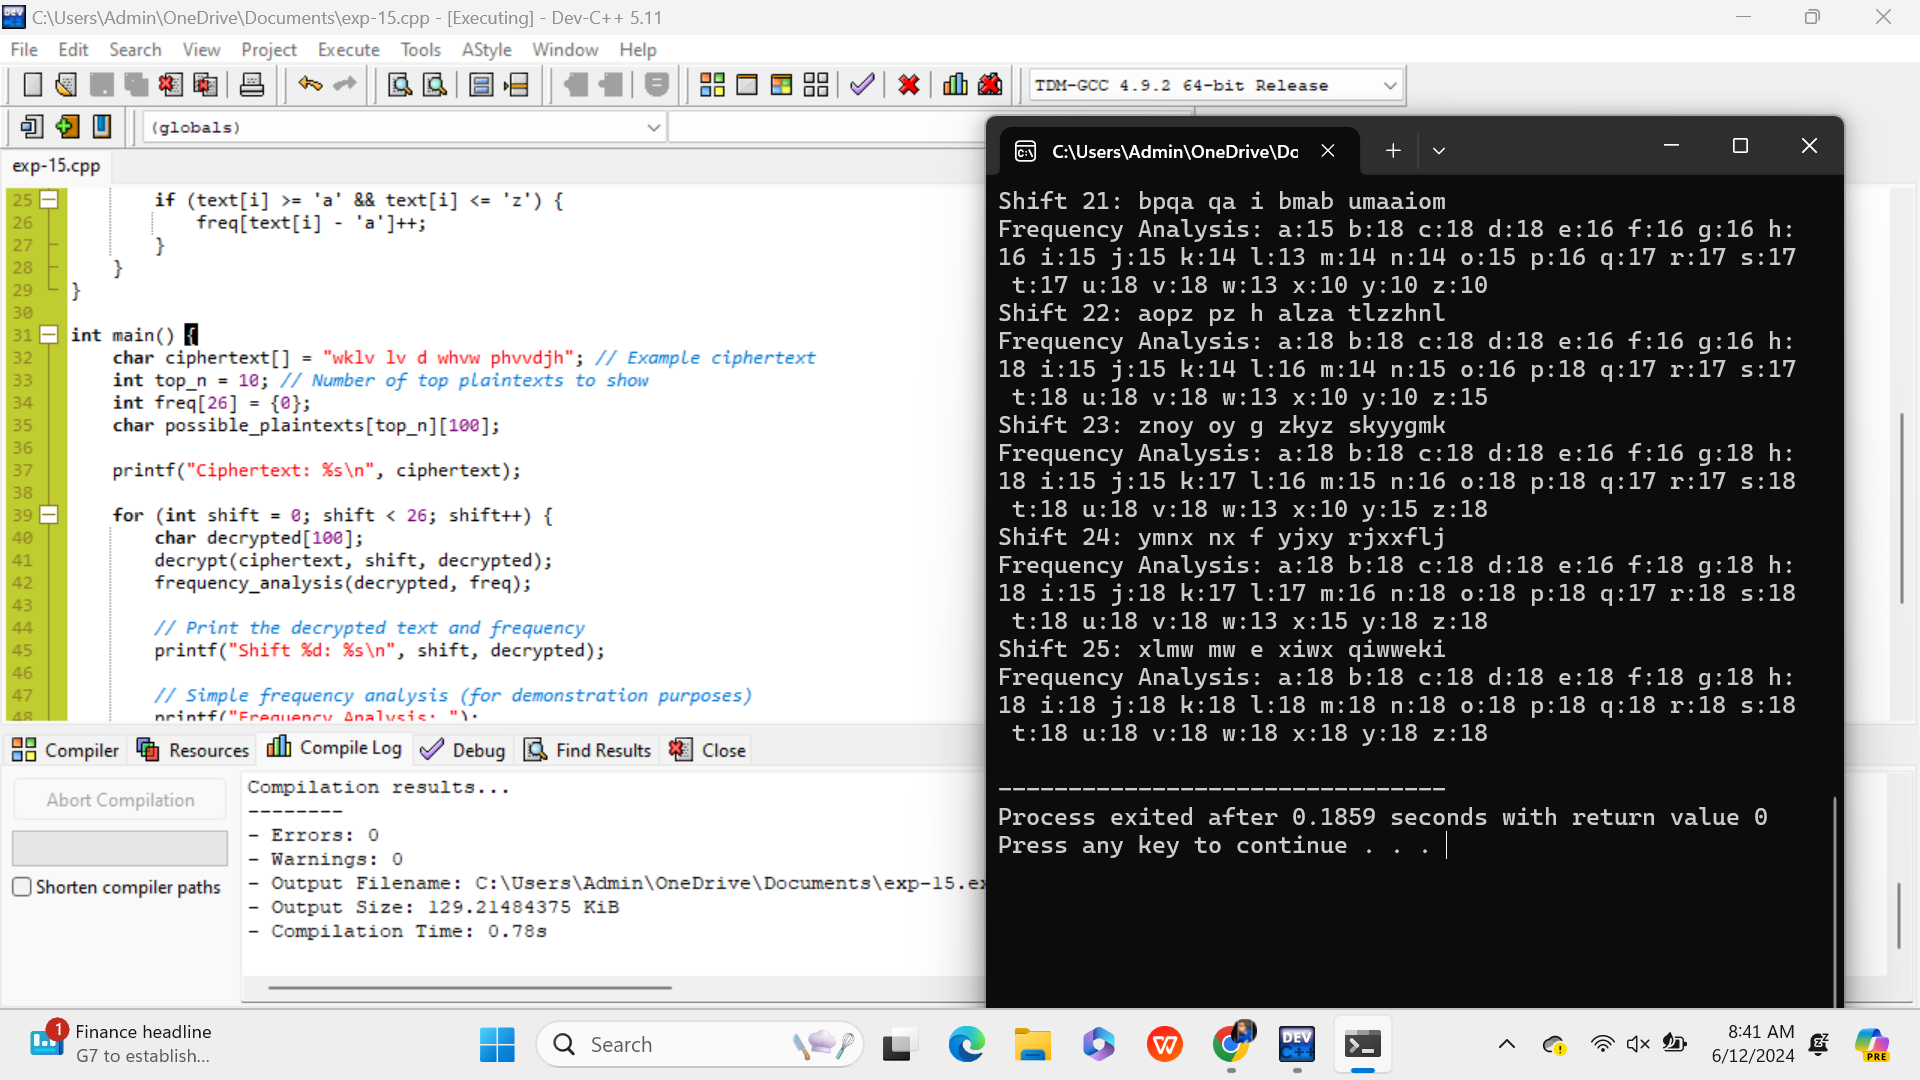 C:\Users\Admin\OneDrive\Documents\exp-15.cpp - [Executing] - Dev-C++ 5.11
File Edit Search View Project Execute Tools AStyle Window Help
TDM-GCC 4.9.2 64-bit Release
(globals)
exp-15.cpp
25 if (text[i] >= 'a' && text[i] <= 'z') {
26 freq[text[i] - 'a']++;
27 }
28 }
29 }
30
31 int main() {
32 char ciphertext[] = "wklv lv d whvw phvvdjh"; // Example ciphertext
33 int top_n = 10; // Number of top plaintexts to show
34 int freq[26] = {0};
35 char possible_plaintexts[top_n][100];
36
37 printf("Ciphertext: %s\n", ciphertext);
38
39 for (int shift = 0; shift < 26; shift++) {
40 char decrypted[100];
41 decrypt(ciphertext, shift, decrypted);
42 frequency_analysis(decrypted, freq);
43
44 // Print the decrypted text and frequency
45 printf("Shift %d: %s\n", shift, decrypted);
46
47 // Simple frequency analysis (for demonstration purposes)
48 printf("Frequency Analysis: ");
Compiler Resources Compile Log Debug Find Results Close
Abort Compilation
Shorten compiler paths
Compilation results...
--------
- Errors: 0
- Warnings: 0
- Output Filename: C:\Users\Admin\OneDrive\Documents\exp-15.ex
- Output Size: 129.21484375 KiB
- Compilation Time: 0.78s
C:\Users\Admin\OneDrive\Dc
Shift 21: bpqa qa i bmab umaaiom
Frequency Analysis: a:15 b:18 c:18 d:18 e:16 f:16 g:16 h:
16 i:15 j:15 k:14 l:13 m:14 n:14 o:15 p:16 q:17 r:17 s:17
t:17 u:18 v:18 w:13 x:10 y:10 z:10
Shift 22: aopz pz h alza tlzzhnl
Frequency Analysis: a:18 b:18 c:18 d:18 e:16 f:16 g:16 h:
18 i:15 j:15 k:14 l:16 m:14 n:15 o:16 p:18 q:17 r:17 s:17
t:18 u:18 v:18 w:13 x:10 y:10 z:15
Shift 23: znoy oy g zkyz skyygmk
Frequency Analysis: a:18 b:18 c:18 d:18 e:16 f:16 g:18 h:
18 i:15 j:15 k:17 l:16 m:15 n:16 o:18 p:18 q:17 r:17 s:18
t:18 u:18 v:18 w:13 x:10 y:15 z:18
Shift 24: ymnx nx f yjxy rjxxflj
Frequency Analysis: a:18 b:18 c:18 d:18 e:16 f:18 g:18 h:
18 i:15 j:18 k:17 l:17 m:16 n:18 o:18 p:18 q:17 r:18 s:18
t:18 u:18 v:18 w:13 x:15 y:18 z:18
Shift 25: xlmw mw e xiwx qiwweki
Frequency Analysis: a:18 b:18 c:18 d:18 e:18 f:18 g:18 h:
18 i:18 j:18 k:18 l:18 m:18 n:18 o:18 p:18 q:18 r:18 s:18
t:18 u:18 v:18 w:18 x:18 y:18 z:18
--------------------------------
Process exited after 0.1859 seconds with return value 0
Press any key to continue . . .
1
Finance headline
G7 to establish...
Search
DEV C++
PRE
8:41 AM
6/12/2024